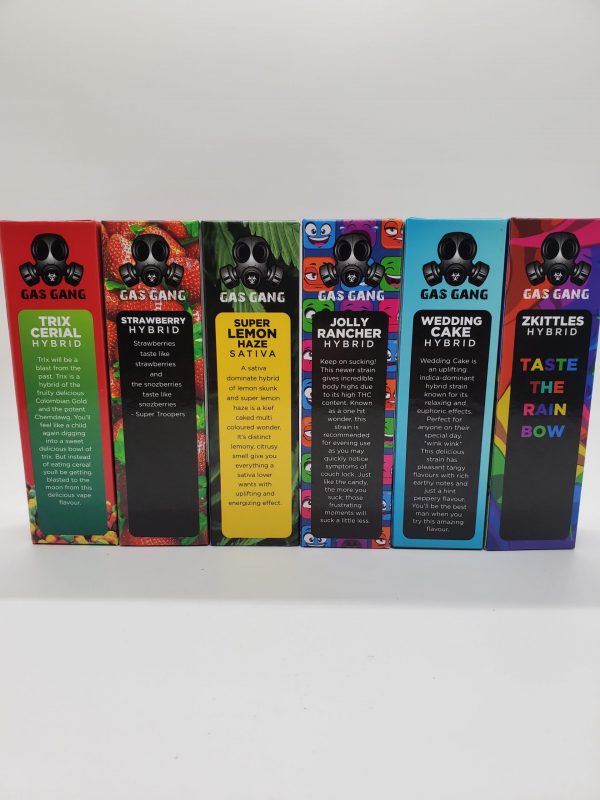 GAS GANG
TRIX
CERIAL
HYBRID
Trix will be a
blast from the
past. Trix is a
hybrid of the
fruity delicious
Colombian Gold
and the potent
Chemdawg. You'll
feel like a child
again digging
into a sweet
delicious bowl of
trix. But instead
of eating cereal
youll be getting
blasted to the
moon from this
delicious vape
flavour.
GAS GANG
STRAWBERRY
HYBRID
Strawberries
taste like
strawberries
and
the snozberries
taste like
snozberries
- Super Troopers
GAS GANG
SUPER
LEMON
HAZE
SATIVA
A sativa
dominate hybrid
of lemon skunk
and super lemon
haze is a kief
caked multi
coloured wonder.
It's distinct
lemony, citrusy
smell give you
everything a
sativa lover
wants with
uplifting and
energizing effect.
GAS GANG
JOLLY
RANCHER
HYBRID
Keep on sucking!
This newer strain
gives incredible
body highs due
to its high THC
content. Known
as a one hit
wonder, this
strain is
recommended
for evening use
as you may
quickly notice
symptoms of
couch lock. Just
like the candy,
the more you
suck; those
frustrating
moments will
suck a little less.
GAS GANG
WEDDING
CAKE
HYBRID
Wedding Cake is
an uplifting
indica-dominant
hybrid strain
known for its
relaxing and
euphoric effects.
Perfect for
anyone on their
special day.
"wink wink"
This delicious
strain has
pleasant tangy
flavours with rich
earthy notes and
just a hint
peppery flavour.
You'll be the best
man when you
try this amazing
flavour.
GAS GANG
ZKITTLES
HYBRID
TASTE
THE
RAIN
BOW